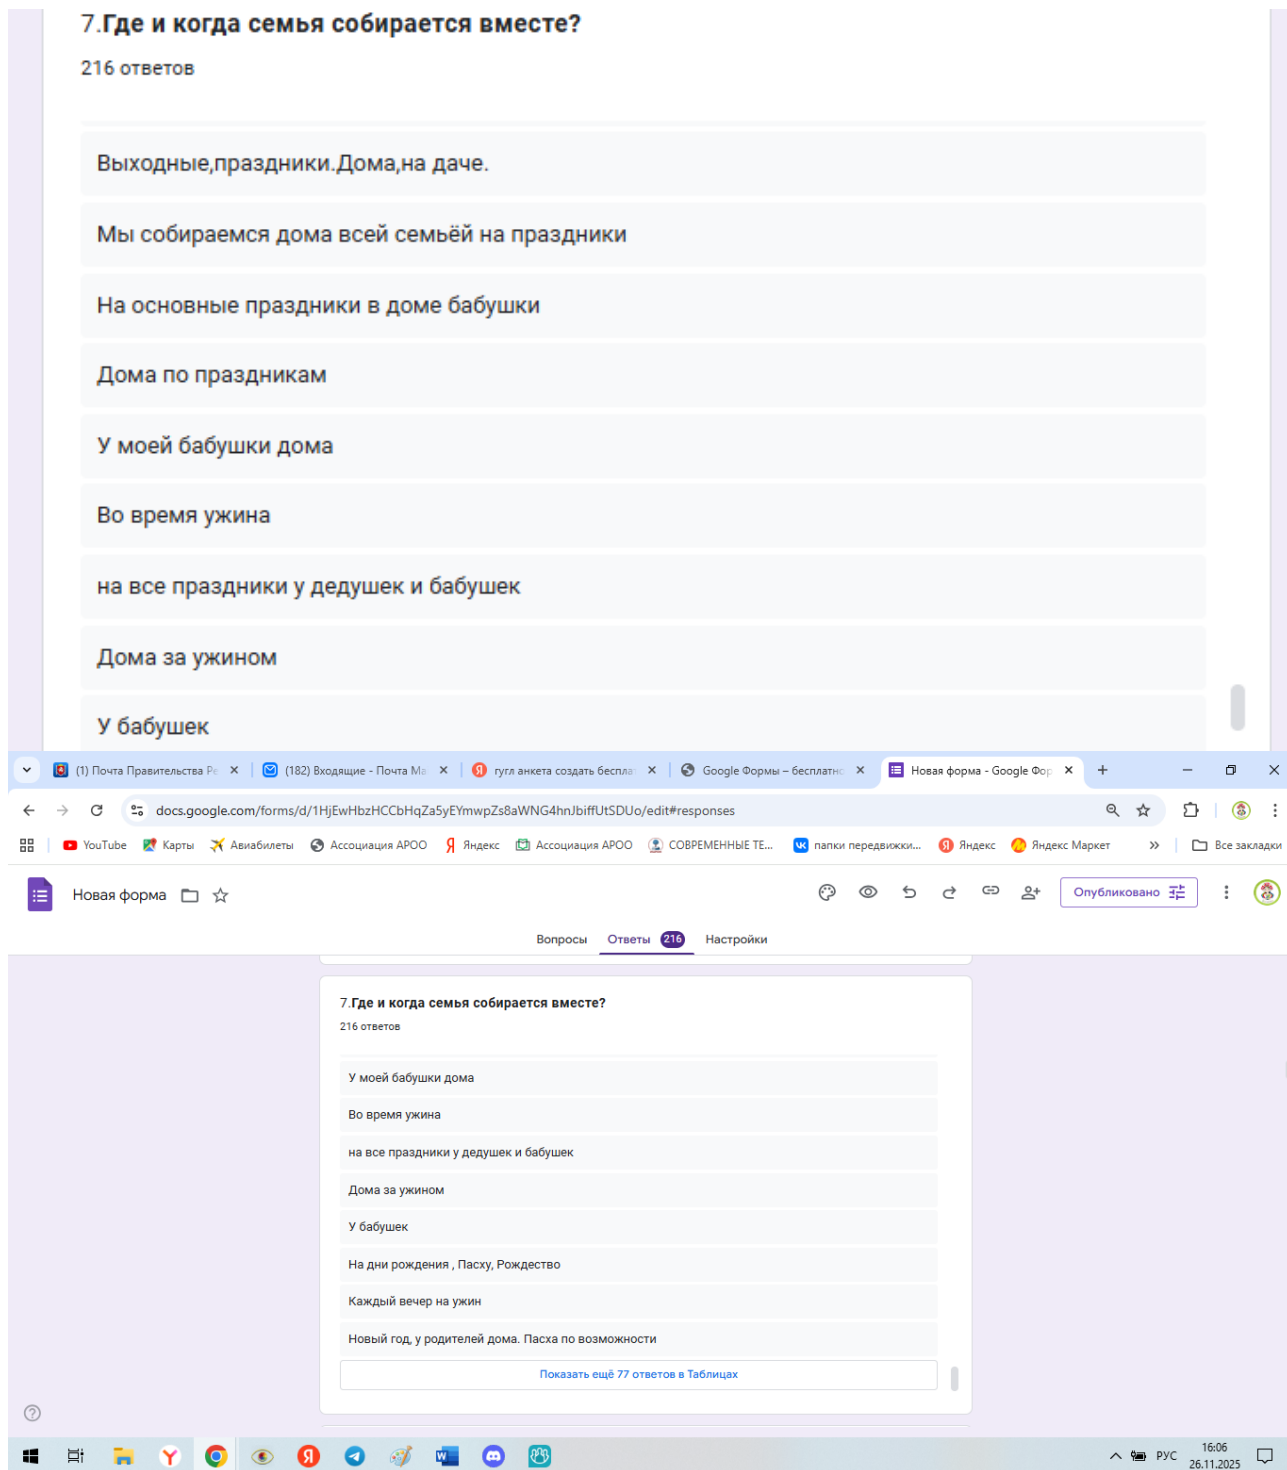 7.Где и когда семья собирается вместе?
216 ответов
Выходные,праздники.Дома,на даче.
Мы собираемся дома всей семьёй на праздники
На основные праздники в доме бабушки
Дома по праздникам
У моей бабушки дома
Во время ужина
на все праздники у дедушек и бабушек
Дома за ужином
У бабушек
(1) Почта Правительства Ре
(182) Входящие - Почта Ма
гугл анкета создать беспла
Google Формы – бесплатно
Новая форма - Google Фор
docs.google.com/forms/d/1HjEwHbzHCCbHqZa5yEYmwpZs8aWNG4hnJbiffUtSDUo/edit#responses
YouTube
Карты
Авиабилеты
Ассоциация АРОО
Яндекс
Ассоциация АРОО
СОВРЕМЕННЫЕ ТЕ...
папки передвижки...
Яндекс
Яндекс Маркет
»
Все закладки
Новая форма
Опубликовано
Вопросы
Ответы 216
Настройки
7.Где и когда семья собирается вместе?
216 ответов
У моей бабушки дома
Во время ужина
на все праздники у дедушек и бабушек
Дома за ужином
У бабушек
На дни рождения , Пасху, Рождество
Каждый вечер на ужин
Новый год, у родителей дома. Пасха по возможности
Показать ещё 77 ответов в Таблицах
РУС
16:06
26.11.2025